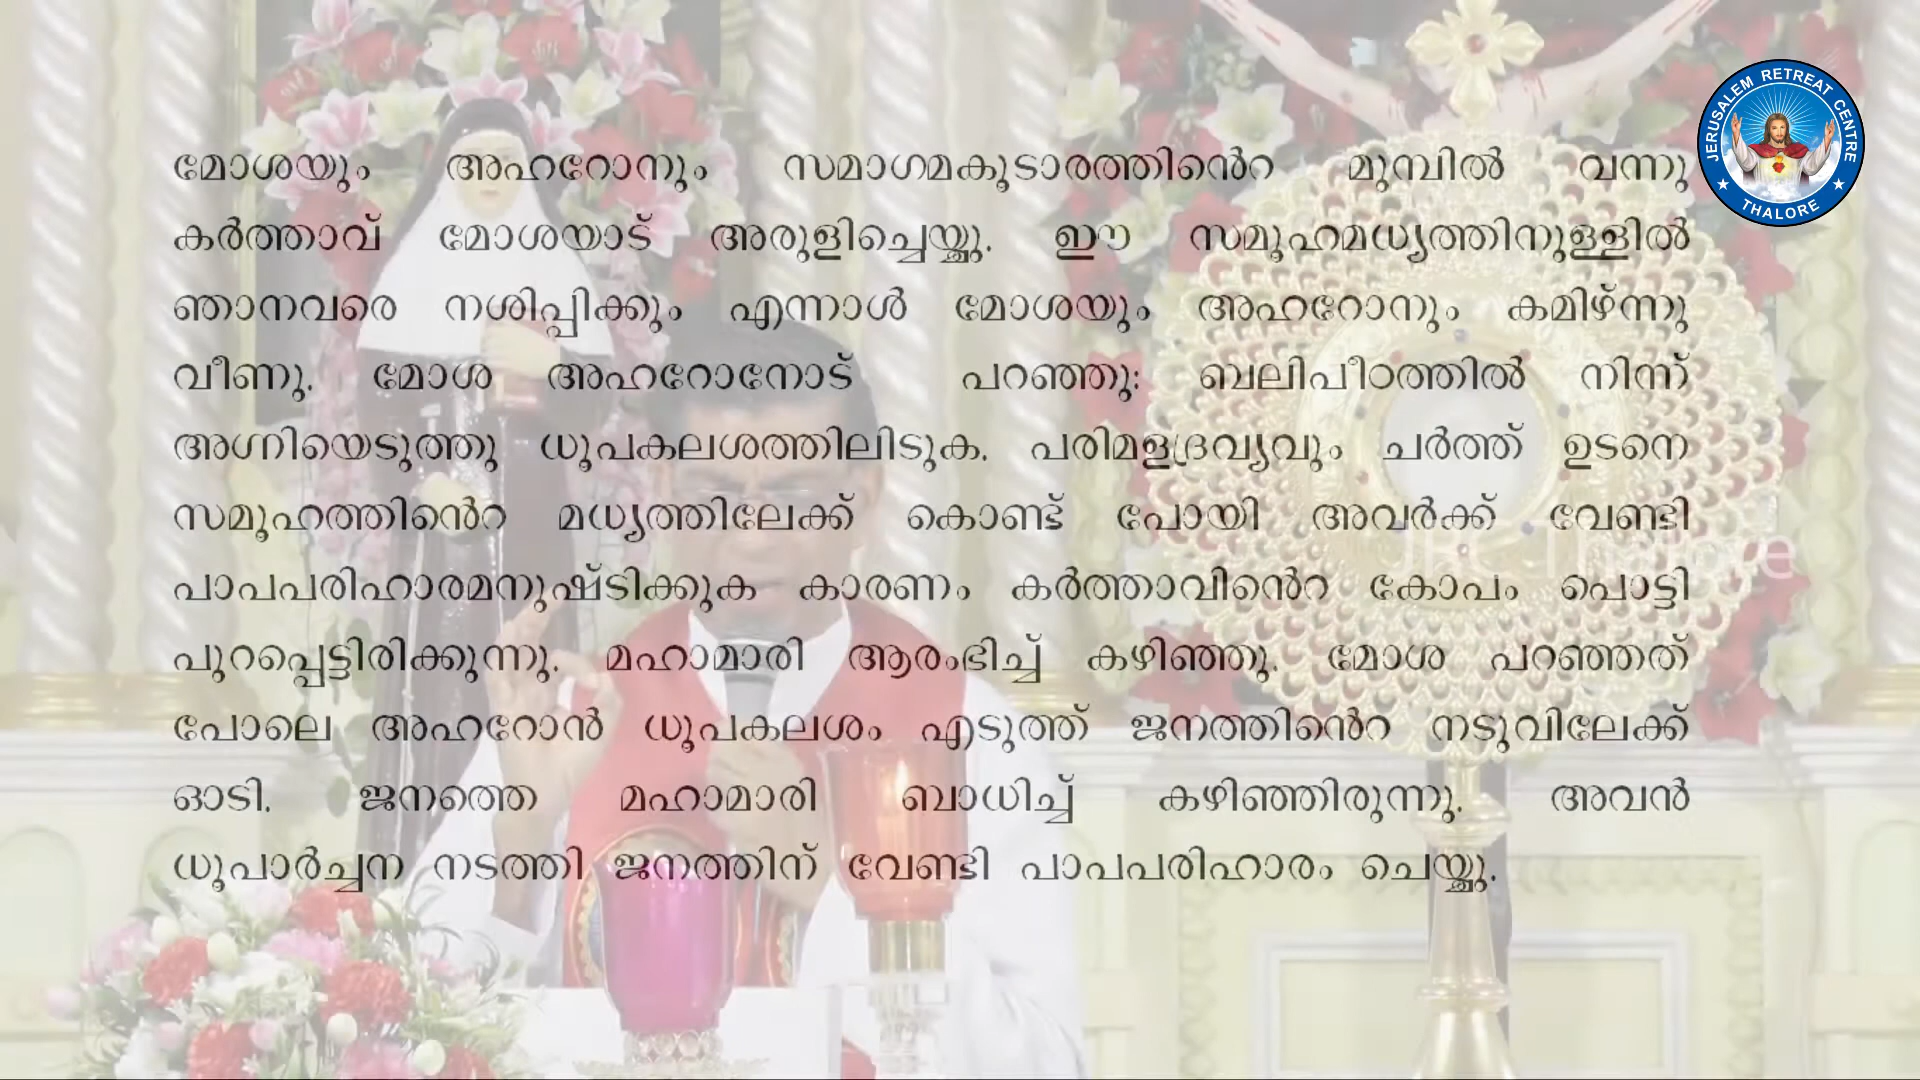 മോശയും അഹറോനും സമാഗമകൂടാരത്തിൻെറ മുമ്പിൽ വന്നു
കർത്താവ് മോശയാട് അരുളിച്ചെയ്തു. ഈ സമൂഹമധ്യത്തിനുള്ളിൽ
ഞാനവരെ നശിപ്പിക്കും എന്നാൾ മോശയും അഹറോനും കമിഴ്ന്നു
വീണു. മോശ അഹറോനോട് പറഞ്ഞു: ബലിപീഠത്തിൽ നിന്ന്
അഗ്നിയെടുത്തു ധൂപകലശത്തിലിടുക. പരിമളദ്രവ്യവും ചർത്ത് ഉടനെ
സമൂഹത്തിൻെറ മധ്യത്തിലേക്ക് കൊണ്ട് പോയി അവർക്ക് വേണ്ടി
പാപപരിഹാരമനുഷ്ടിക്കുക കാരണം കർത്താവിൻെറ കോപം പൊട്ടി
പുറപ്പെട്ടിരിക്കുന്നു. മഹാമാരി ആരംഭിച്ച് കഴിഞ്ഞു. മോശ പറഞ്ഞത്
പോലെ അഹറോൻ ധൂപകലശം എടുത്ത് ജനത്തിൻെറ നടുവിലേക്ക്
ഓടി. ജനത്തെ മഹാമാരി ബാധിച്ച് കഴിഞ്ഞിരുന്നു. അവൻ
ധൂപാർച്ചന നടത്തി ജനത്തിന് വേണ്ടി പാപപരിഹാരം ചെയ്തു.
JERUSALEM RETREAT CENTRE
THALORE
JRC Thalore